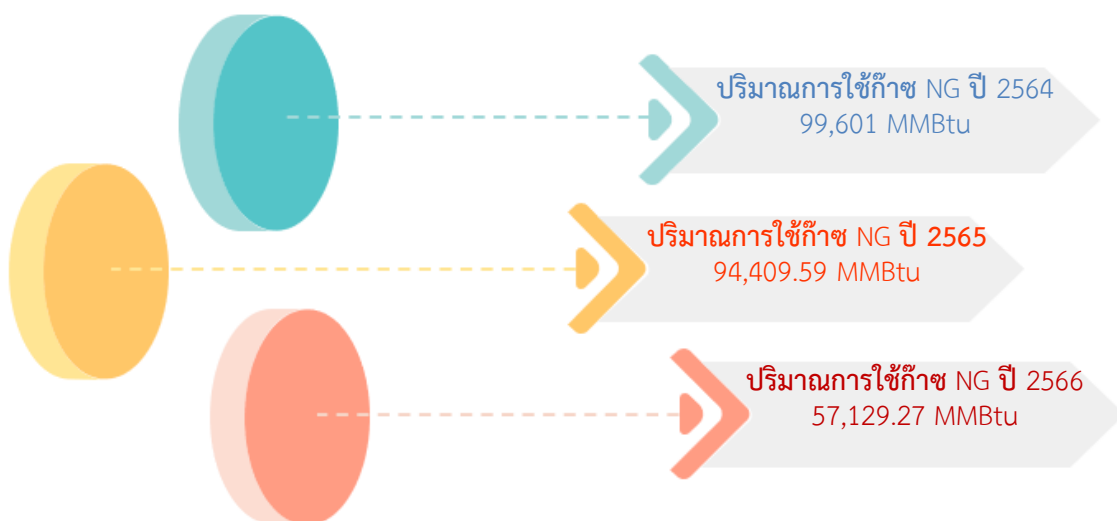 ปริมาณการใช้ก๊าซ NG ปี 2564
99,601 MMBtu
ปริมาณการใช้ก๊าซ NG ปี 2565
94,409.59 MMBtu
ปริมาณการใช้ก๊าซ NG ปี 2566
57,129.27 MMBtu